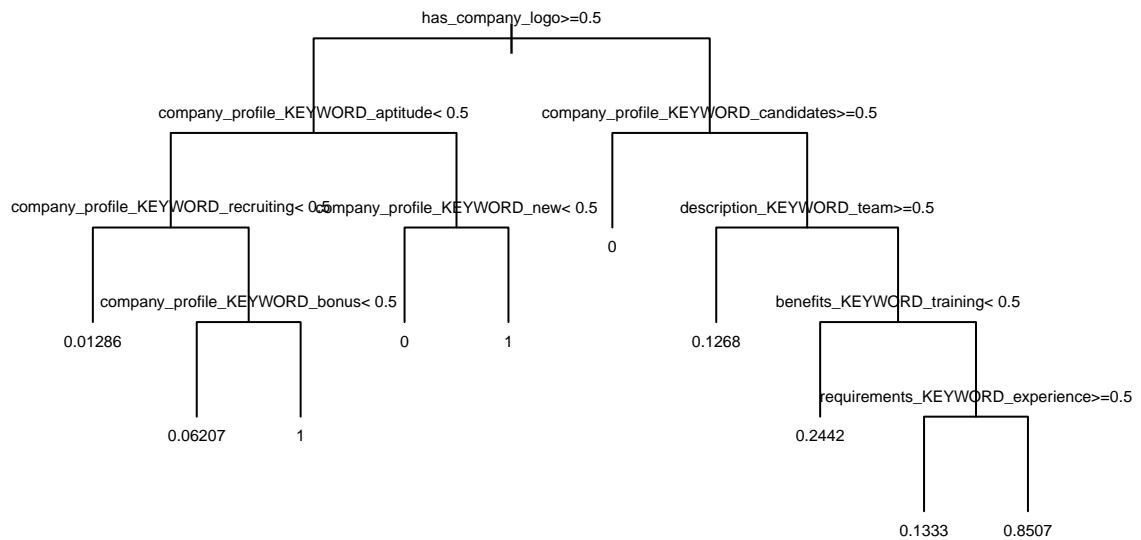 has_company_logo>=0.5
company_profile_KEYWORD_aptitude< 0.5
company_profile_KEYWORD_candidates>=0.5
company_profile_KEYWORD_recruiting< 0.5
company_profile_KEYWORD_new< 0.5
description_KEYWORD_team>=0.5
0
company_profile_KEYWORD_bonus< 0.5
benefits_KEYWORD_training< 0.5
0.01286
0
1
0.1268
requirements_KEYWORD_experience>=0.5
0.06207
1
0.2442
0.1333
0.8507